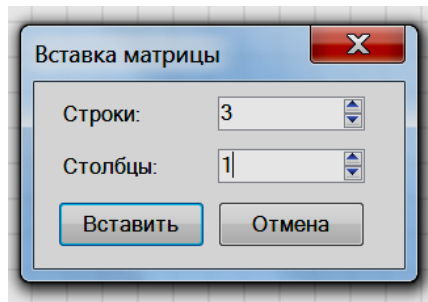 Вставка матрицы
Строки: 3
Столбцы: 1
Вставить Отмена